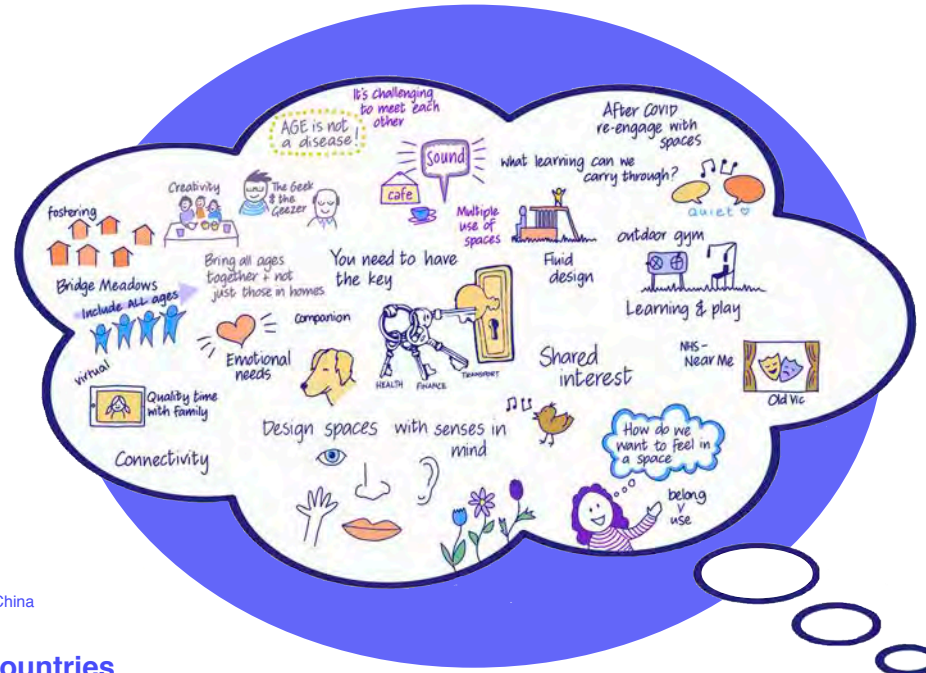 It's challenging
to meet each
other
AGE is not
a disease!
After COVID
re-engage with
spaces
what learning can we
carry through?
Sound
cafe
Multiple
use of
spaces
quiet
Creativity
The Geek
& the
Geezer
fostering
Bridge Meadows
Include ALL ages
Bring all ages
together + not
just those in homes
You need to have
the key
HEALTH
FINANCE
TRANSPORT
Fluid
design
outdoor gym
Learning & play
companion
Emotional
needs
virtual
Quality time
with family
Connectivity
Shared
interest
NHS -
Near Me
Old Vic
Design spaces with senses in
mind
How do we
want to feel in
a space
belong
use
China
ountries